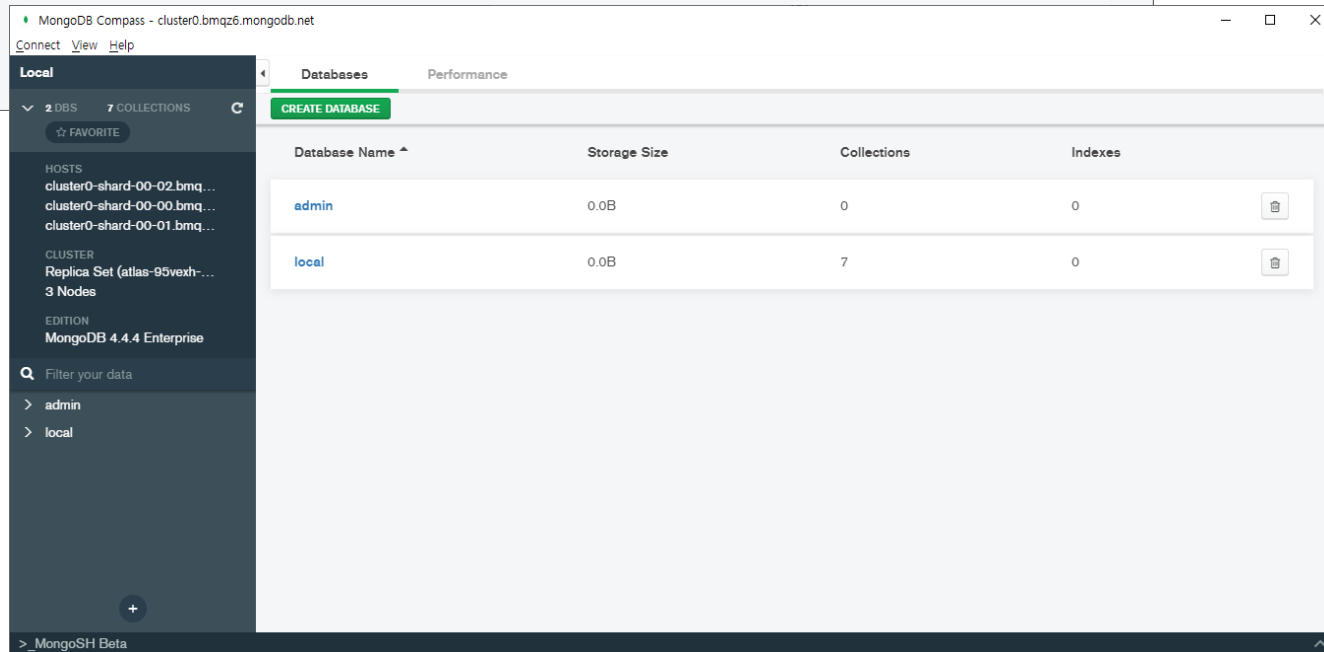 MongoDB Compass - cluster0.bmqz6.mongodb.net
Connect View Help
Local
2 DBS 7 COLLECTIONS
☆ FAVORITE
HOSTS
cluster0-shard-00-02.bmq...
cluster0-shard-00-00.bmq...
cluster0-shard-00-01.bmq...
CLUSTER
Replica Set (atlas-95vexh-...
3 Nodes
EDITION
MongoDB 4.4.4 Enterprise
Filter your data
admin
local
+
>_MongoSH Beta
Databases Performance
CREATE DATABASE
Database Name Storage Size Collections Indexes
admin 0.0B 0 0
local 0.0B 7 0